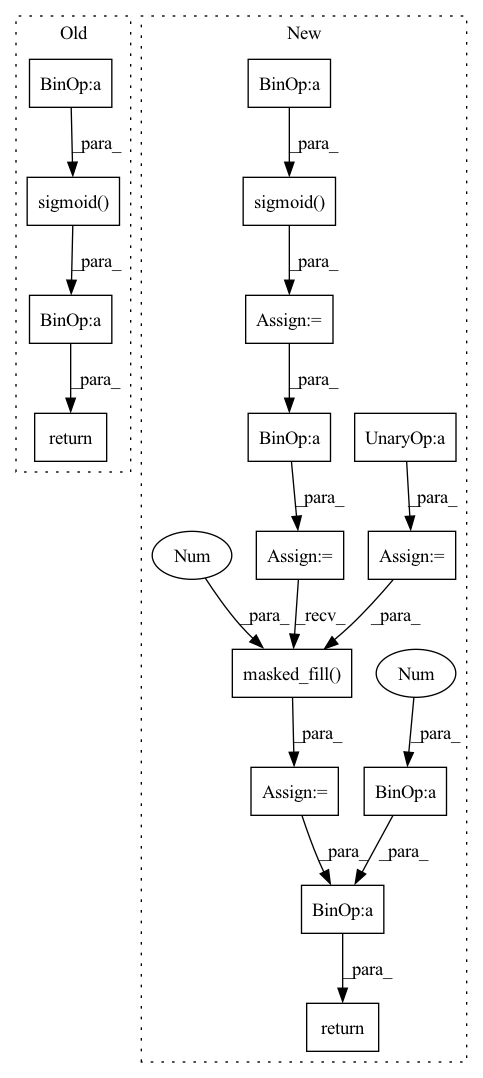 Old
New
BinOp:a
BinOp:a
_para_
_para_
sigmoid()
sigmoid()
_para_
_para_
BinOp:a
Assign:=
_para_
_para_
return
BinOp:a
UnaryOp:a
_para_
_para_
Num
Assign:=
Assign:=
_para_
_recv_
_para_
masked_fill()
Num
_para_
_para_
Assign:=
BinOp:a
_para_
_para_
BinOp:a
_para_
return